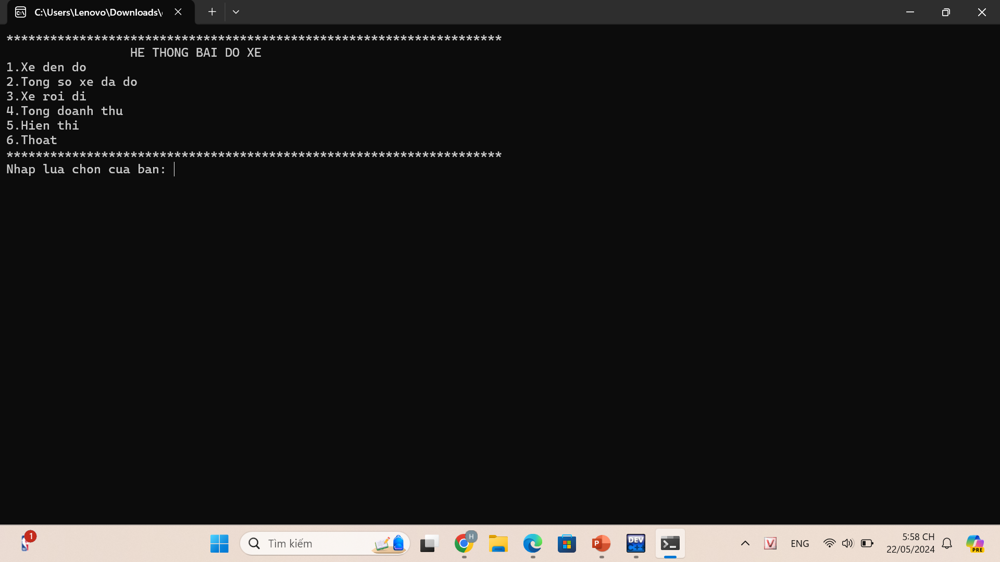 C:\Users\Lenovo\Downloads\
********************************************************************
HE THONG BAI DO XE
1.Xe den do
2.Tong so xe da do
3.Xe roi di
4.Tong doanh thu
5.Hien thi
6.Thoat
********************************************************************
Nhap lua chon cua ban:
1
Tìm kiếm
H
P
DEV
C++
V
ENG
5:58 CH
22/05/2024
PRE